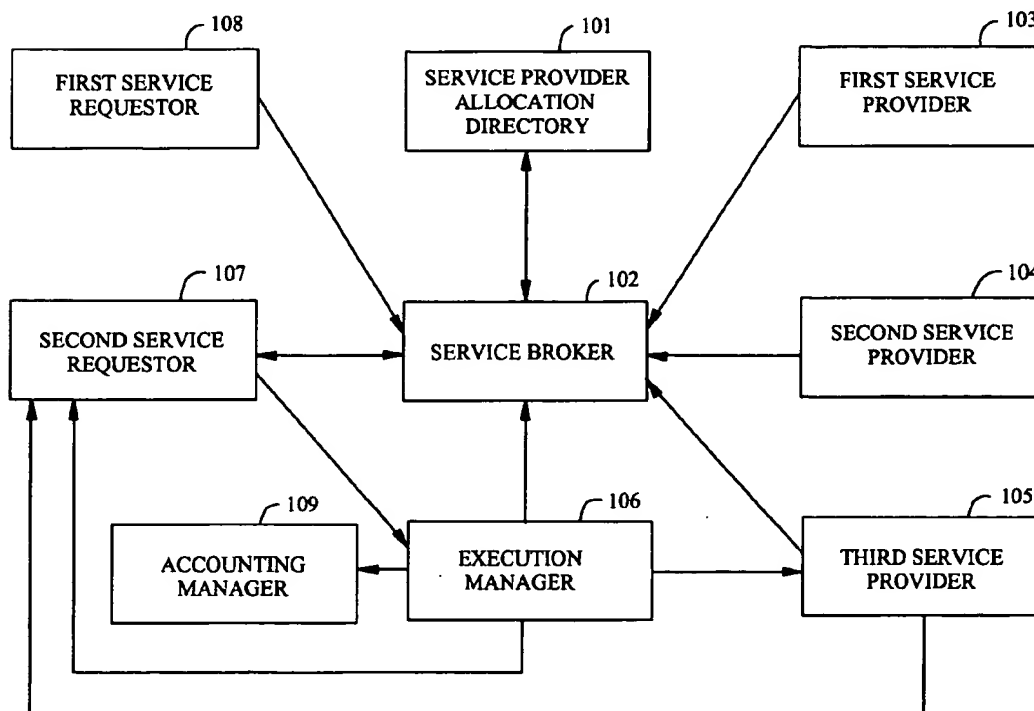 108
FIRST SERVICE
REQUESTOR
101
SERVICE PROVIDER
ALLOCATION
DIRECTORY
103
FIRST SERVICE
PROVIDER
107
SECOND SERVICE
REQUESTOR
102
SERVICE BROKER
104
SECOND SERVICE
PROVIDER
109
ACCOUNTING
MANAGER
106
EXECUTION
MANAGER
105
THIRD SERVICE
PROVIDER